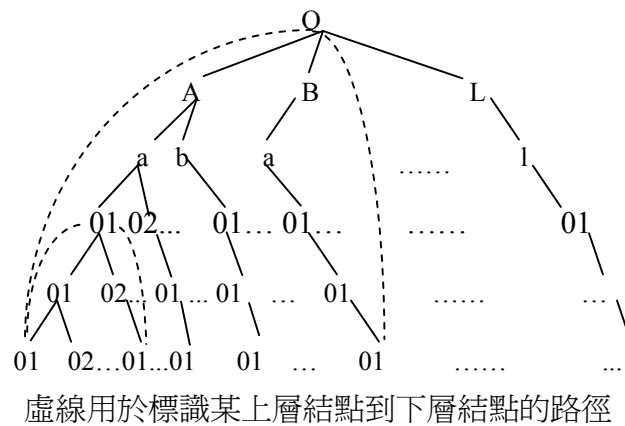 Q
A B L
a b a …… l
01 02... 01… 01… …… 01
01 02... 01 ... 01 … 01 …… …
01 02…01...01 01 … 01 …… ...
虛線用於標識某上層結點到下層結點的路徑